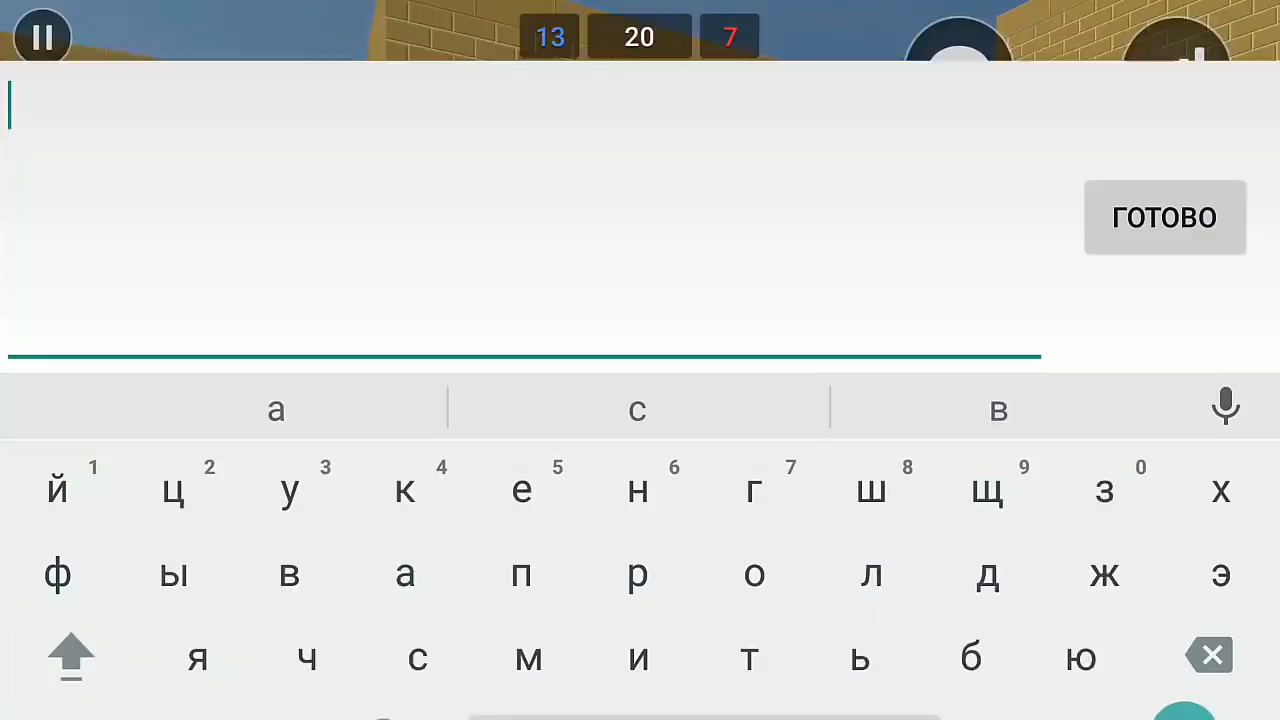 13 20 7
ГОТОВО
а с в
1 2 3 4 5 6 7 8 9 0
й ц у к е н г ш щ з х
ф ы в а п р о л д ж э
я ч с м и т ь б ю